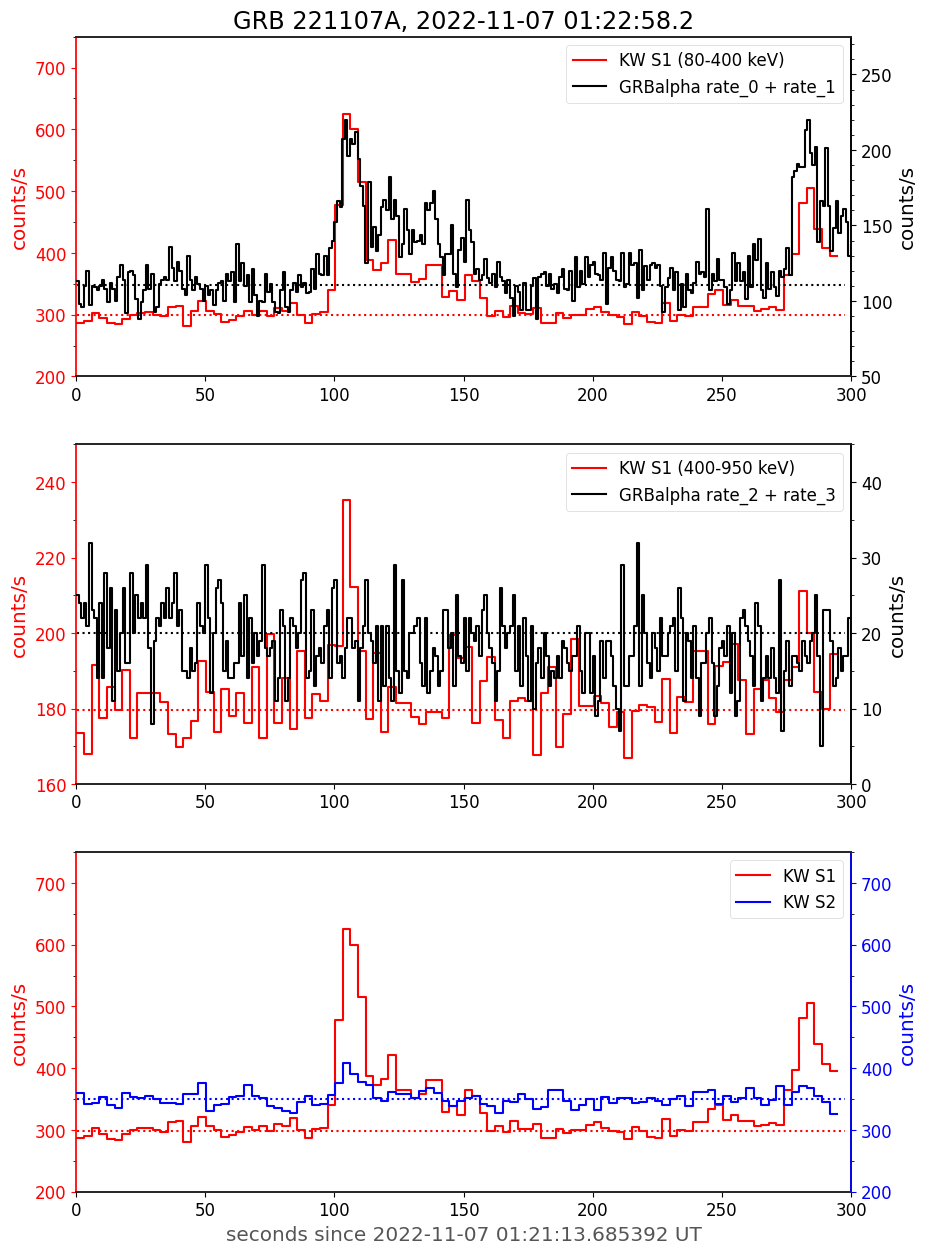 GRB 221107A, 2022-11-07 01:22:58.2
KW S1 (80-400 keV)
GRBalpha rate_0 + rate_1
counts/s
700
600
500
400
300
200
250
200
150
100
50
counts/s
0 50 100 150 200 250 300
KW S1 (400-950 keV)
GRBalpha rate_2 + rate_3
counts/s
240
220
200
180
160
40
30
20
10
0
counts/s
0 50 100 150 200 250 300
KW S1
KW S2
counts/s
700
600
500
400
300
200
700
600
500
400
300
200
counts/s
0 50 100 150 200 250 300
seconds since 2022-11-07 01:21:13.685392 UT